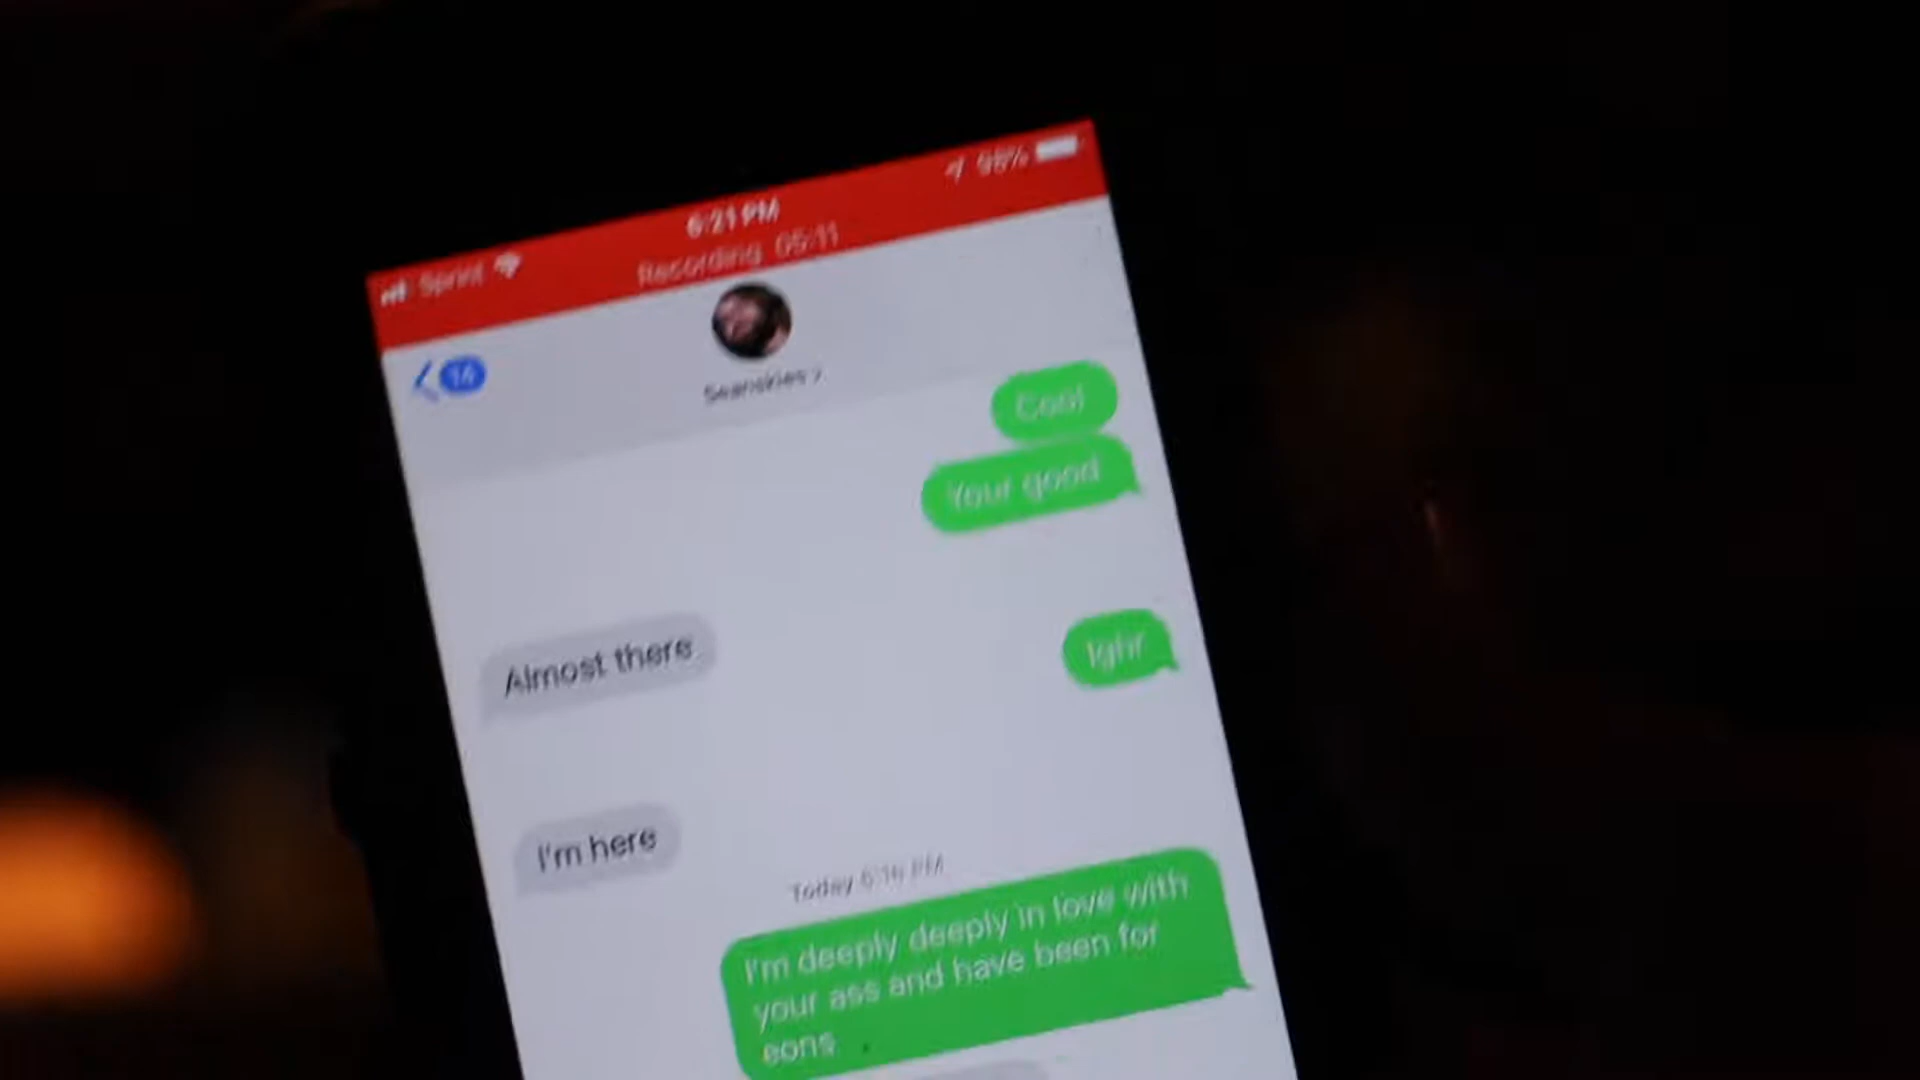 98%
6:21 PM
Sprint
Recording 05:11
14
Cool
Your good
Almost there
Ight
I'm here
Today 6:16 PM
I'm deeply deeply in love with
your ass and have been for
eons